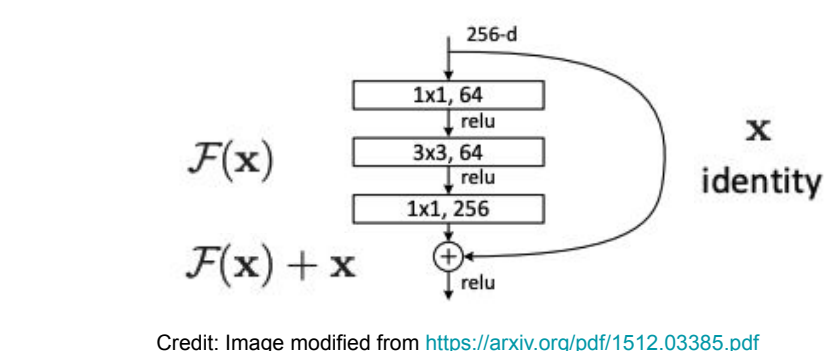 256-d
1x1, 64
relu
3x3, 64
relu
1x1, 256
relu
F(x)
F(x) + x
x
identity
Credit: Image modified from https://arxiv.org/pdf/1512.03385.pdf